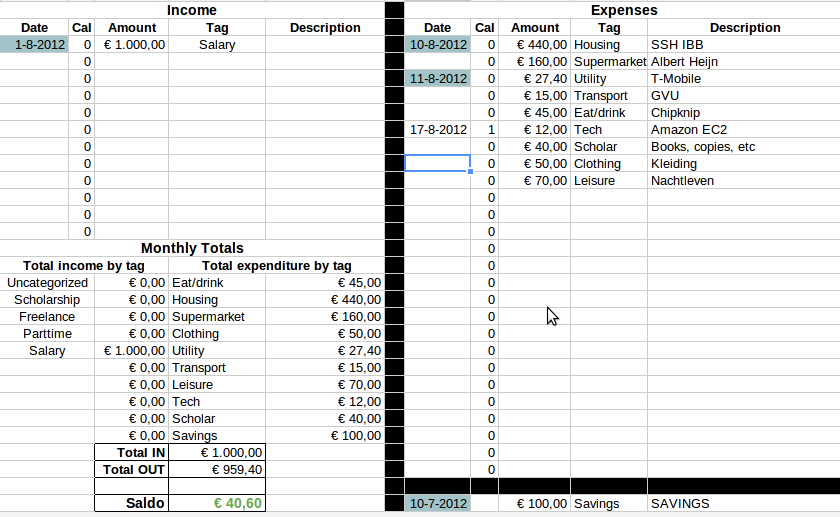 Income Expenses
Date Cal Amount Tag Description Date Cal Amount Tag Description
1-8-2012 0 € 1.000,00 Salary 10-8-2012 0 € 440,00 Housing SSH IBB
0 0 € 160,00 Supermarket Albert Heijn
0 11-8-2012 0 € 27,40 Utility T-Mobile
0 0 € 15,00 Transport GVU
0 0 € 45,00 Eat/drink Chipknip
0 17-8-2012 1 € 12,00 Tech Amazon EC2
0 0 € 40,00 Scholar Books, copies, etc
0 0 € 50,00 Clothing Kleiding
0 0 € 70,00 Leisure Nachtleven
0 0
0 0
0 0
Monthly Totals 0
Total income by tag Total expenditure by tag 0
Uncategorized € 0,00 Eat/drink € 45,00 0
Scholarship € 0,00 Housing € 440,00 0
Freelance € 0,00 Supermarket € 160,00 0
Parttime € 0,00 Clothing € 50,00 0
Salary € 1.000,00 Utility € 27,40 0
€ 0,00 Transport € 15,00 0
€ 0,00 Leisure € 70,00 0
€ 0,00 Tech € 12,00 0
€ 0,00 Scholar € 40,00 0
€ 0,00 Savings € 100,00 0
Total IN € 1.000,00 0
Total OUT € 959,40 0
Saldo € 40,60 10-7-2012 € 100,00 Savings SAVINGS